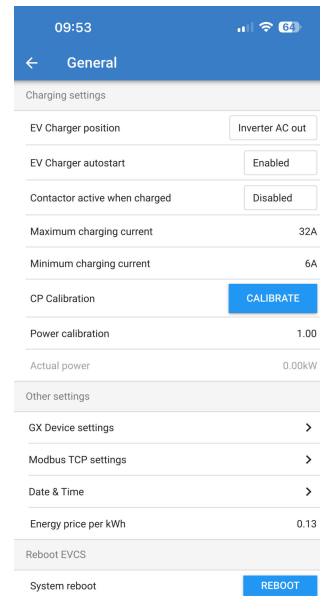 09:53
64
General
Charging settings
EV Charger position Inverter AC out
EV Charger autostart Enabled
Contactor active when charged Disabled
Maximum charging current 32A
Minimum charging current 6A
CP Calibration CALIBRATE
Power calibration 1.00
Actual power 0.00kW
Other settings
GX Device settings
Modbus TCP settings
Date & Time
Energy price per kWh 0.13
Reboot EVCS
System reboot REBOOT